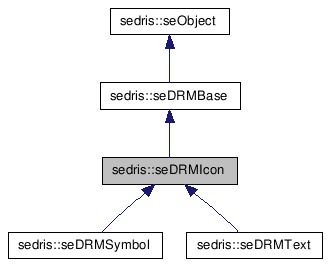 sedris::seObject
sedris::seDRMBase
sedris::seDRMIcon
sedris::seDRMSymbol
sedris::seDRMText